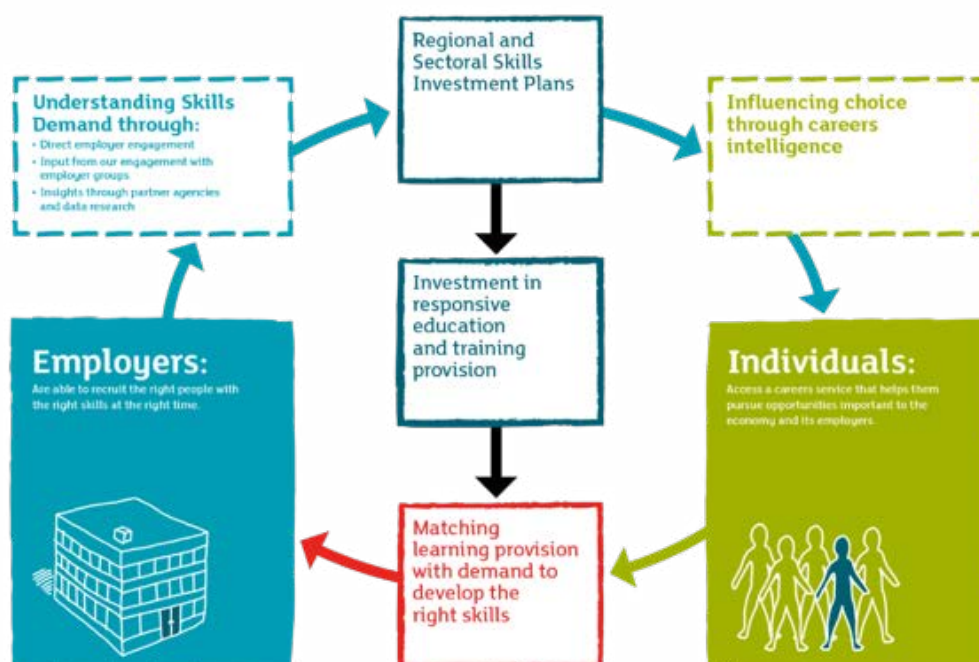 Regional and
Sectoral Skills
Investment Plans
Understanding Skills
Demand through:
• Direct employer engagement
• Input from our engagement with
employer groups
• Insights through partner agencies
and data research
Influencing choice
through careers
intelligence
Investment in
responsive
education
and training
provision
Employers:
Are able to recruit the right people with
the right skills at the right time.
Individuals:
Access a careers service that helps them
pursue opportunities important to the
economy and its employers.
Matching
learning provision
with demand to
develop the
right skills